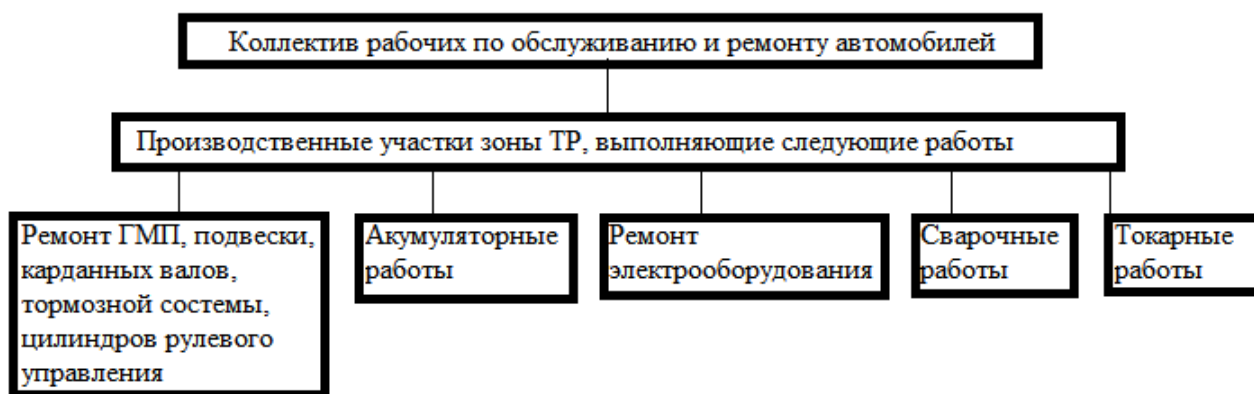 Коллектив рабочих по обслуживанию и ремонту автомобилей
Производственные участки зоны ТР, выполняющие следующие работы
Ремонт ГМП, подвески,
карданных валов,
тормозной состемы,
цилиндров рулевого
управления
Акумуляторные
работы
Ремонт
электрооборудования
Сварочные
работы
Токарные
работы